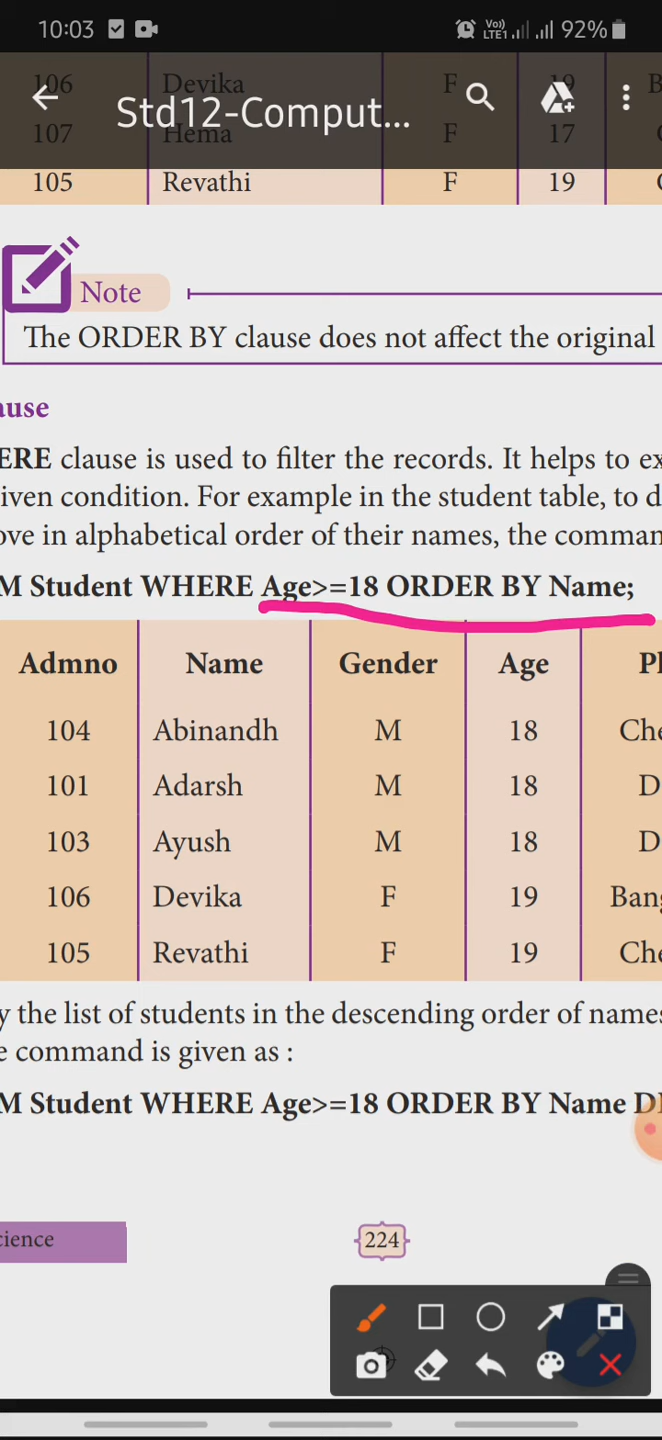 10:03
Vo))
LTE1
92%
106 Devika F 19 B
Std12-Comput...
107 Hema F 17
105 Revathi F 19
Note
The ORDER BY clause does not affect the original
ause
ERE clause is used to filter the records. It helps to ex
iven condition. For example in the student table, to d
ove in alphabetical order of their names, the comman
M Student WHERE Age>=18 ORDER BY Name;
Admno Name Gender Age Pl
104 Abinandh M 18 Che
101 Adarsh M 18 D
103 Ayush M 18 D
106 Devika F 19 Bang
105 Revathi F 19 Che
y the list of students in the descending order of names
e command is given as :
M Student WHERE Age>=18 ORDER BY Name D
cience
224